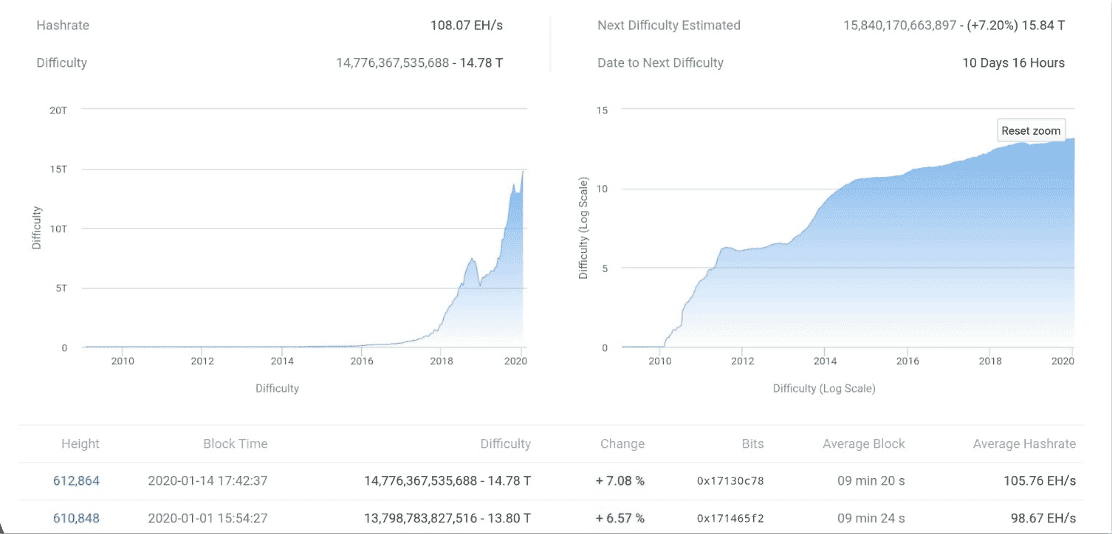 Hashrate 108.07 EH/s
Next Difficulty Estimated 15,840,170,663,897 - (+7.20%) 15.84 T
Difficulty 14,776,367,535,688 - 14.78 T
Date to Next Difficulty 10 Days 16 Hours
20T
15T
10T
5T
0
Difficulty
2010 2012 2014 2016 2018 2020
Difficulty
15
10
5
0
Difficulty (Log Scale)
Reset zoom
2010 2012 2014 2016 2018 2020
Difficulty (Log Scale)
Height Block Time Difficulty Change Bits Average Block Average Hashrate
612,864 2020-01-14 17:42:37 14,776,367,535,688 - 14.78 T + 7.08 % 0x17130c78 09 min 20 s 105.76 EH/s
610,848 2020-01-01 15:54:27 13,798,783,827,516 - 13.80 T + 6.57 % 0x171465f2 09 min 24 s 98.67 EH/s